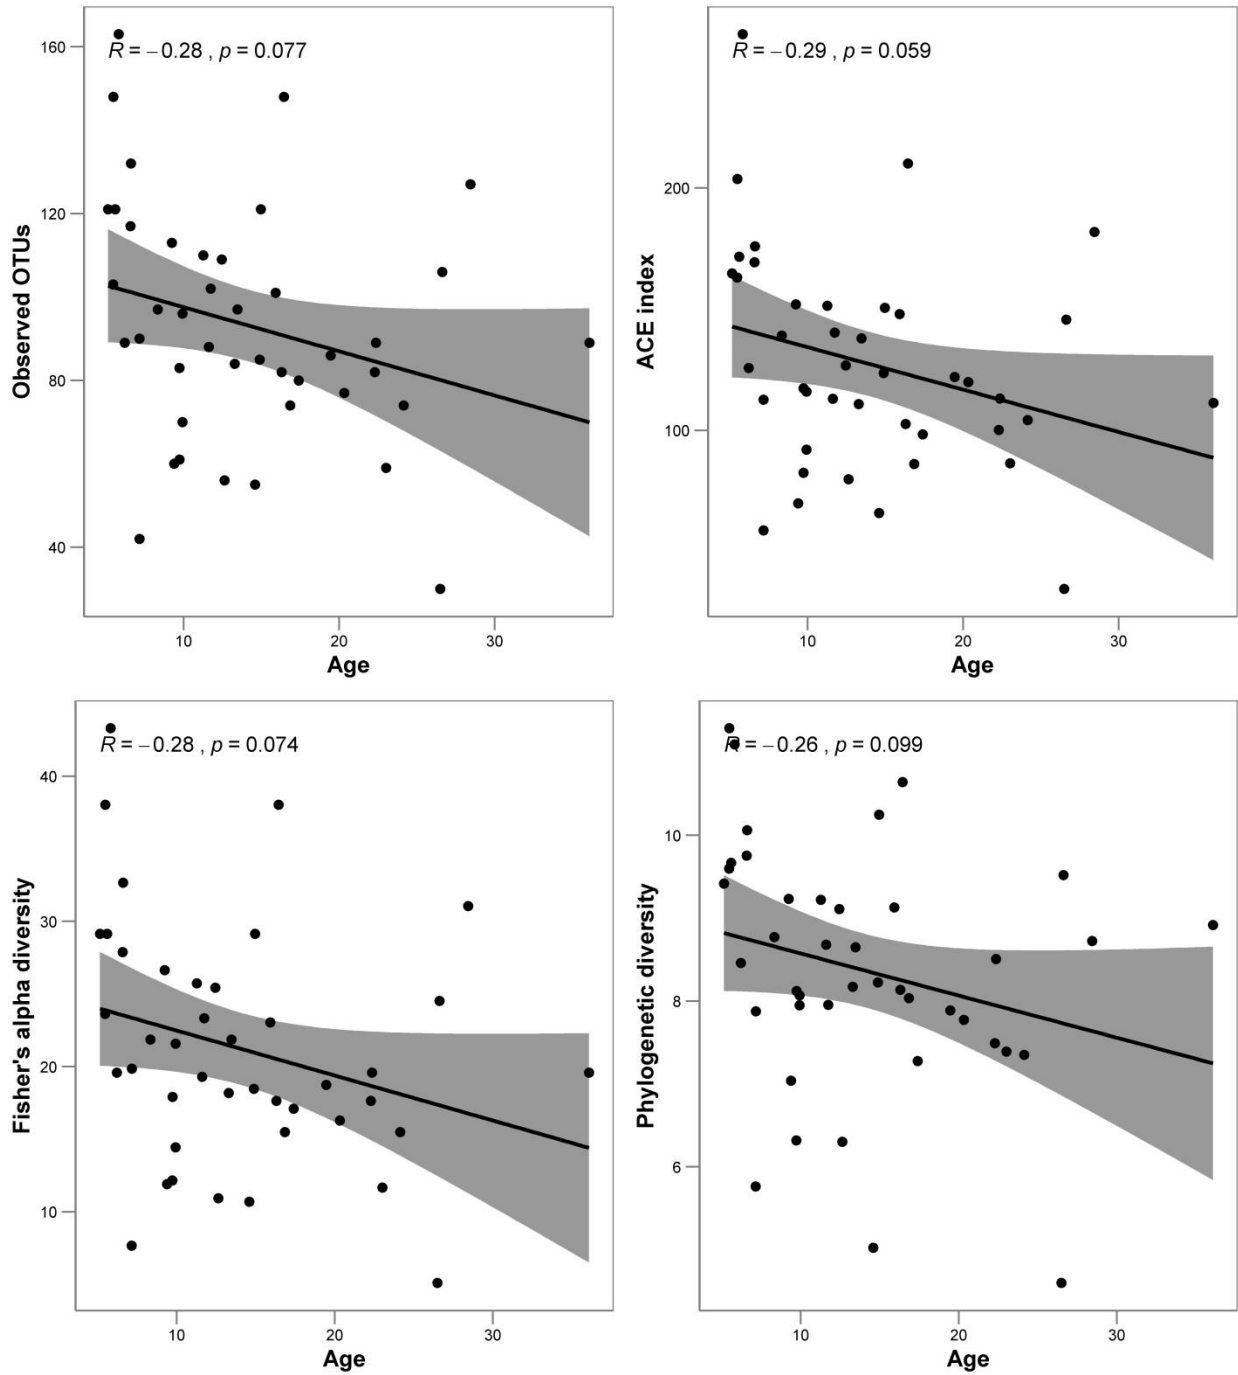 R = −0.28 , p = 0.077
160
120
80
40
Observed OTUs
10 20 30
Age
R = −0.29 , p = 0.059
200
100
ACE index
10 20 30
Age
R = −0.28 , p = 0.074
40
30
20
10
Fisher's alpha diversity
10 20 30
Age
R = −0.26 , p = 0.099
10
8
6
Phylogenetic diversity
10 20 30
Age